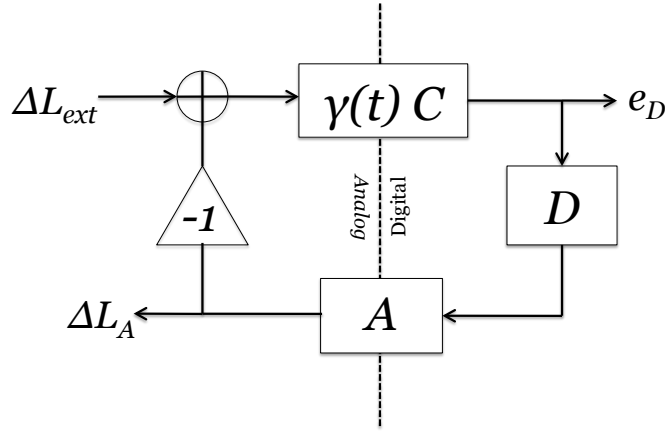 ΔL_ext
γ(t) C
e_D
-1
Analog
Digital
D
ΔL_A
A